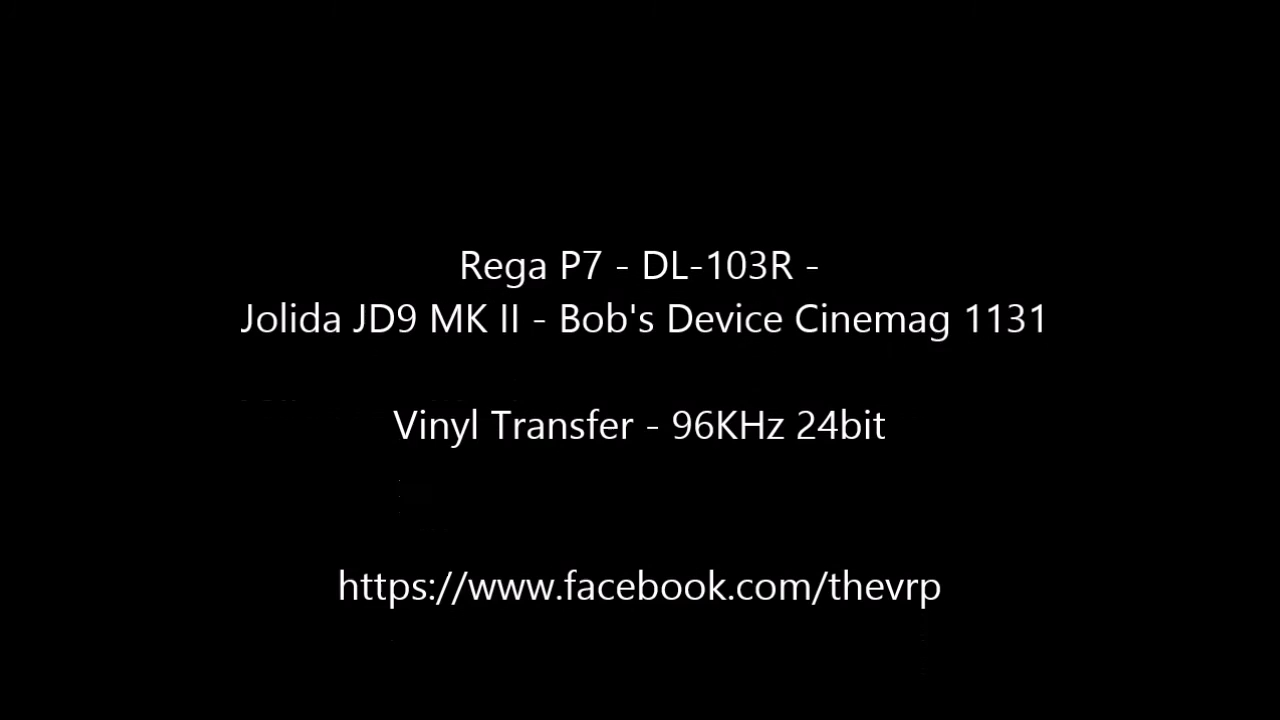 Rega P7 - DL-103R -
Jolida JD9 MK II - Bob's Device Cinemag 1131
Vinyl Transfer - 96KHz 24bit
https://www.facebook.com/thevrp